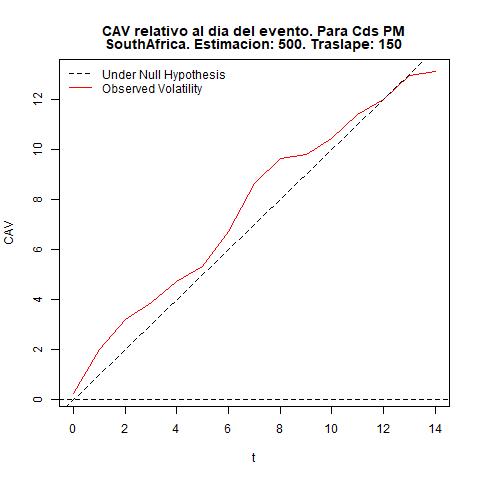 CAV relativo al dia del evento. Para Cds PM
SouthAfrica. Estimacion: 500. Traslape: 150
Under Null Hypothesis
Observed Volatility
12
10
8
6
4
2
0
CAV
0 2 4 6 8 10 12 14
t